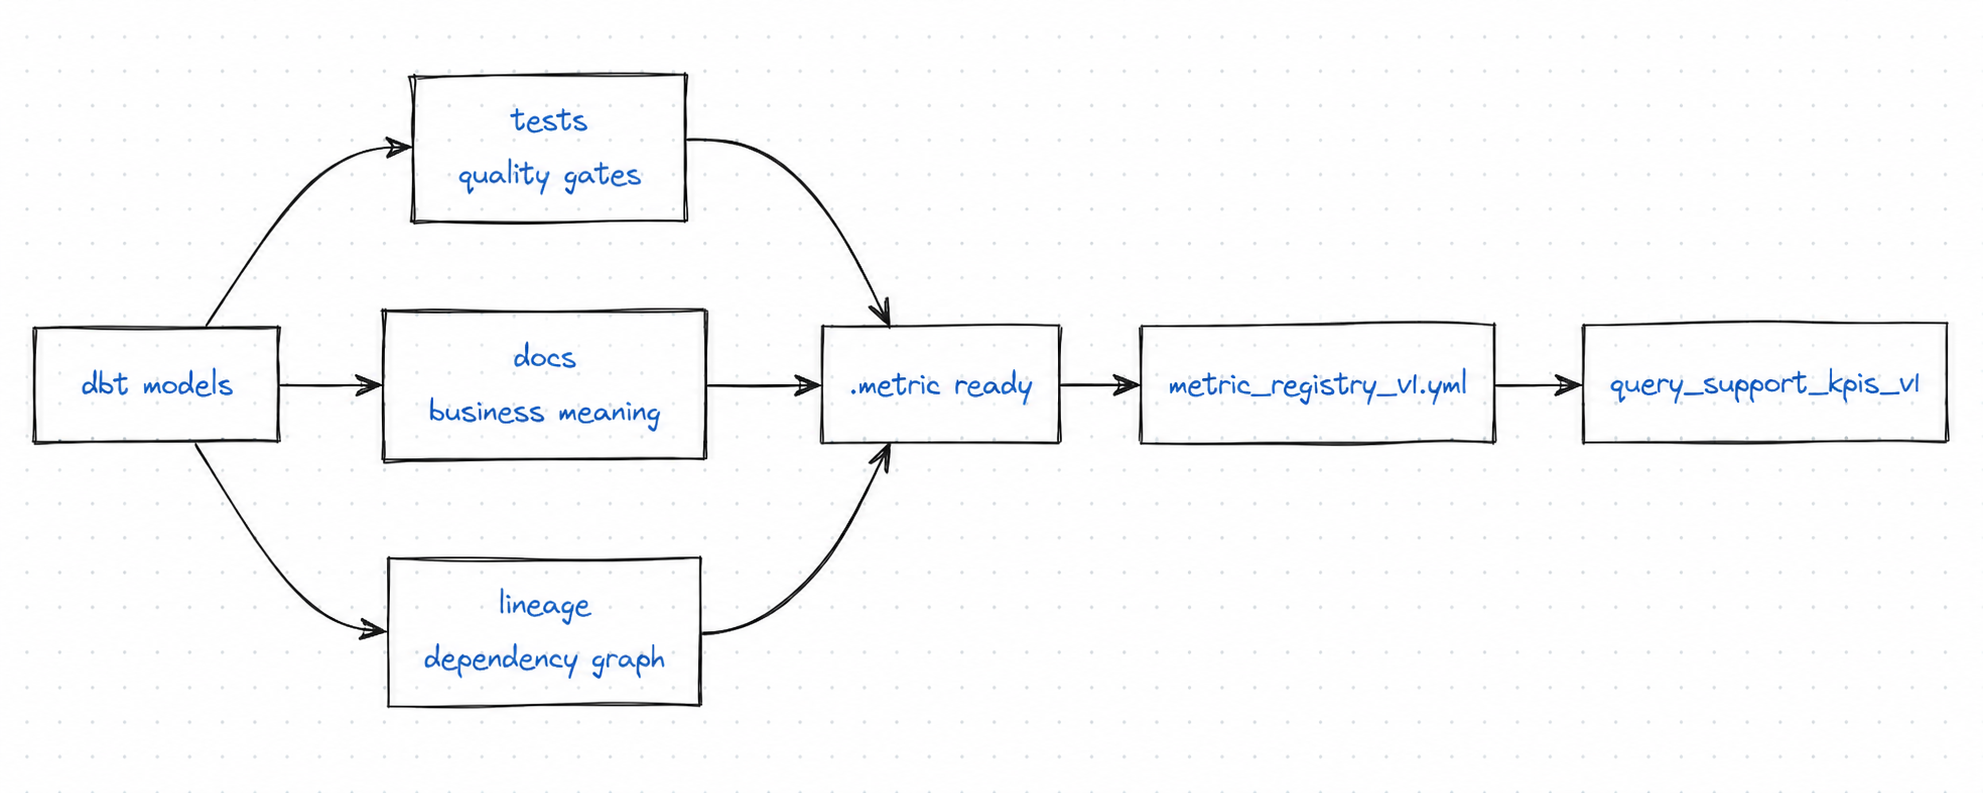 tests
quality gates
dbt models
docs
business meaning
.metric ready
metric_registry_v1.yml
query_support_kpis_v1
lineage
dependency graph